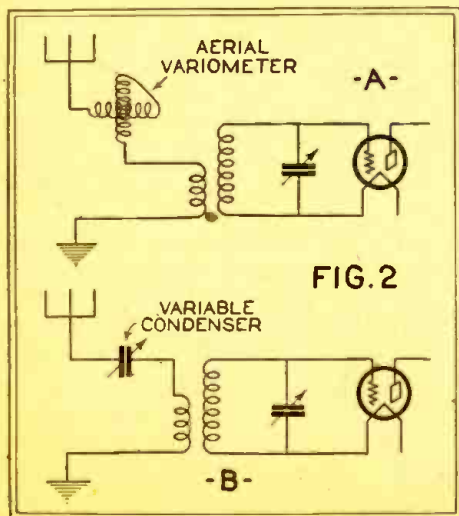 AERIAL
VARIOMETER
-A-
FIG.2
VARIABLE
CONDENSER
-B-